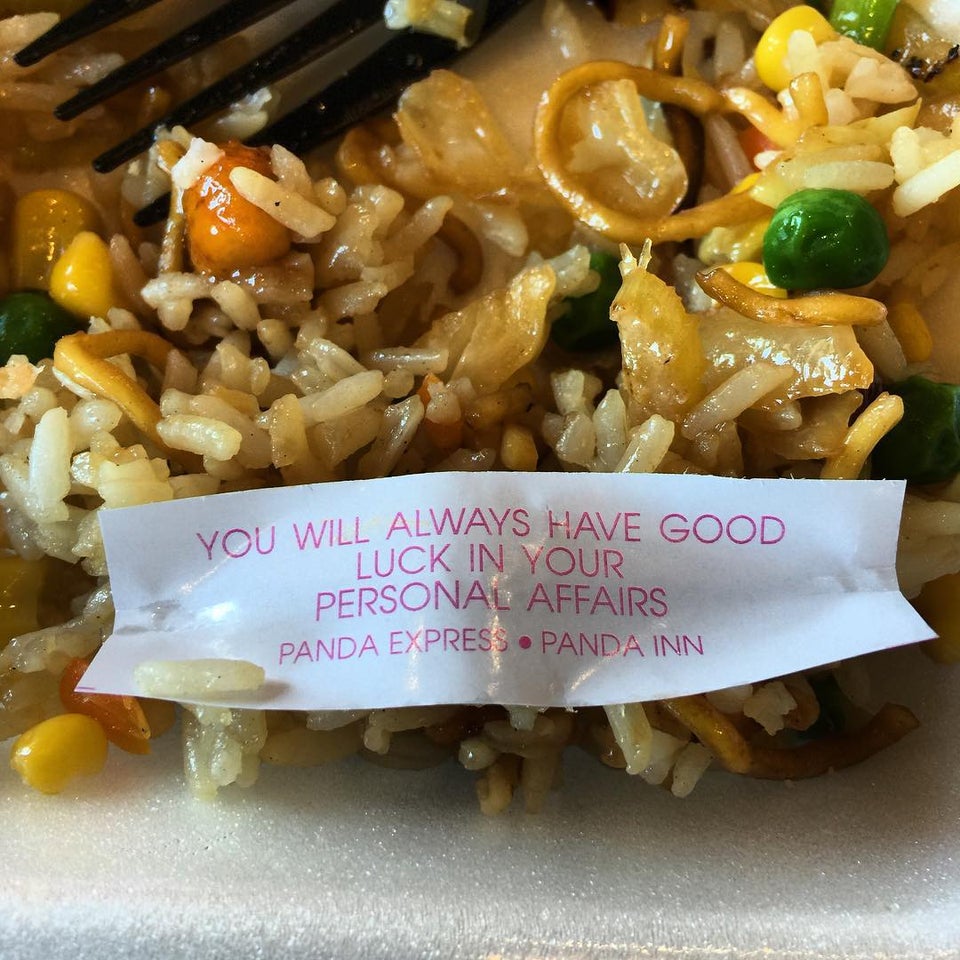 YOU WILL ALWAYS HAVE GOOD
LUCK IN YOUR
PERSONAL AFFAIRS
PANDA EXPRESS • PANDA INN